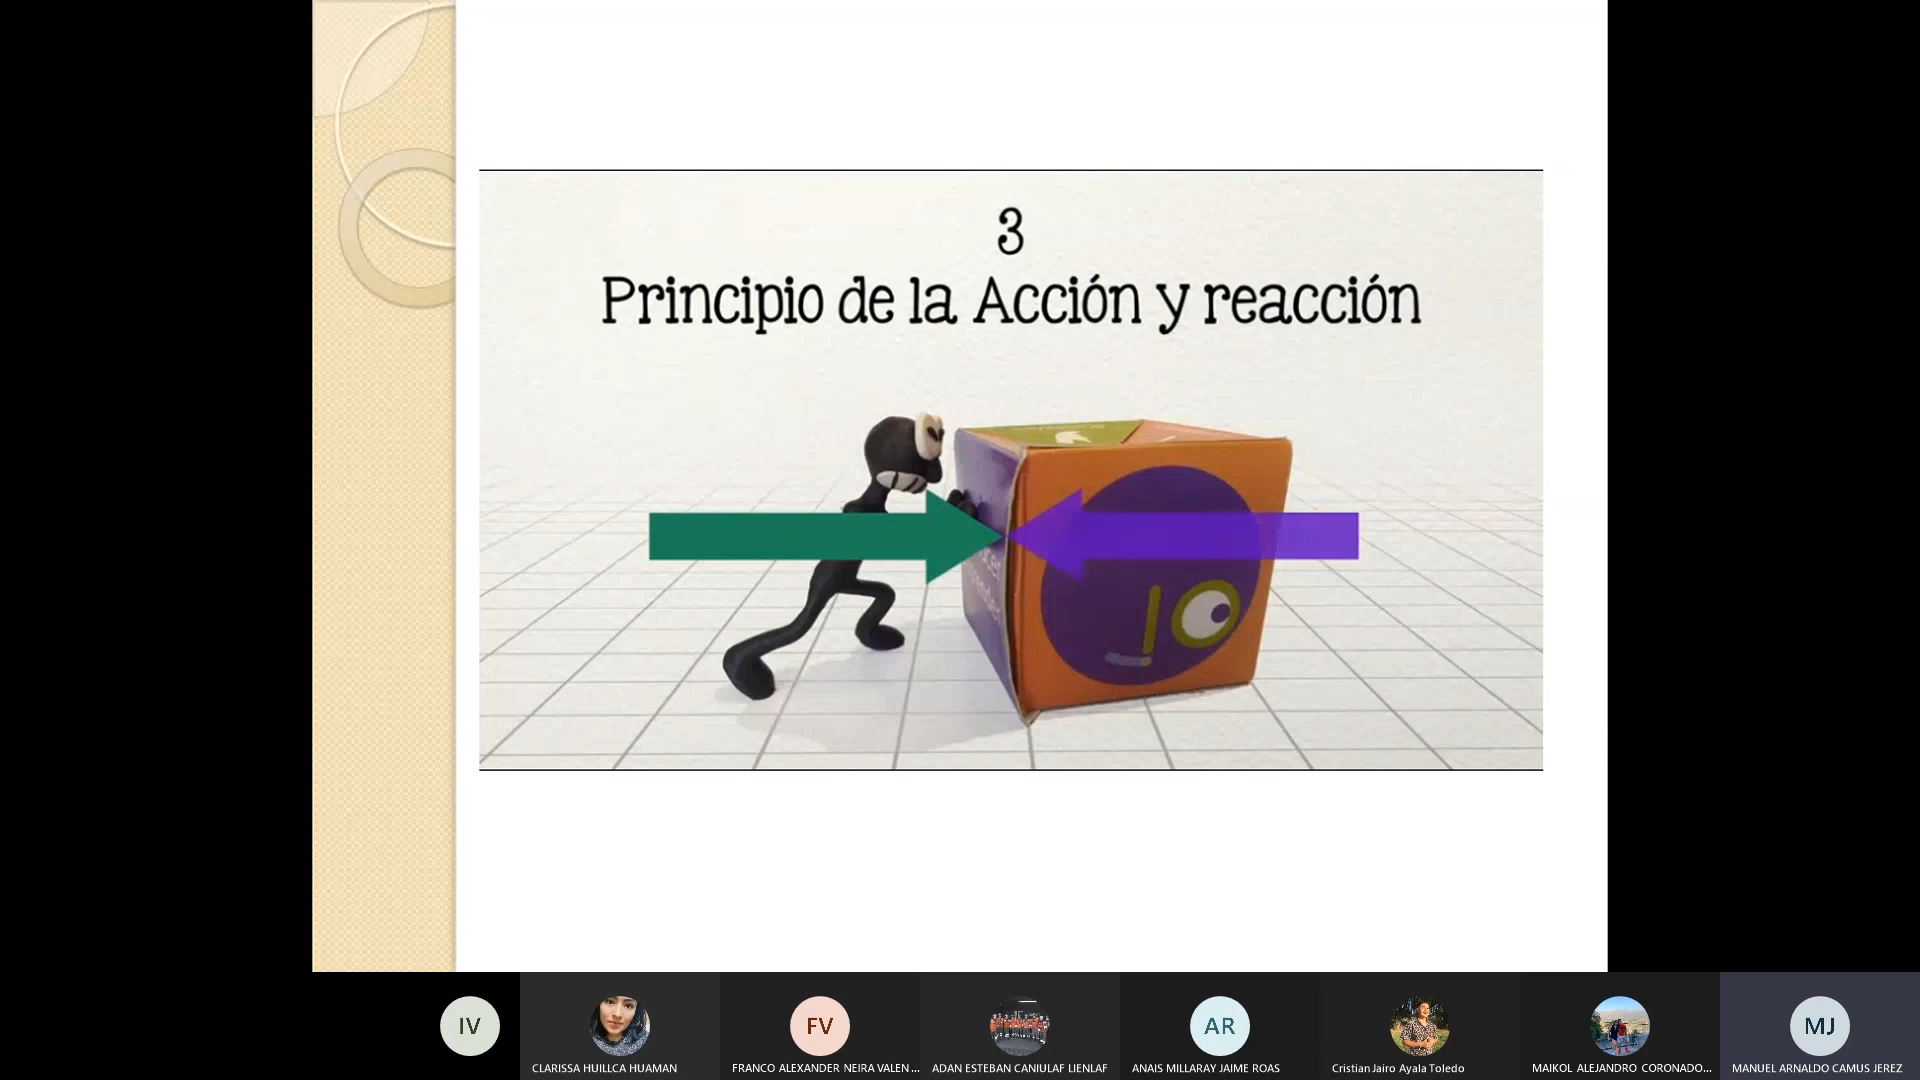 3
Principio de la Acción y reacción
IV
FV
AR
MJ
CLARISSA HUILLCA HUAMAN
FRANCO ALEXANDER NEIRA VALEN...
ADAN ESTEBAN CANIULAF LIENLAF
ANAIS MILLARAY JAIME ROAS
Cristian Jairo Ayala Toledo
MAIKOL ALEJANDRO CORONADO...
MANUEL ARNALDO CAMUS JEREZ